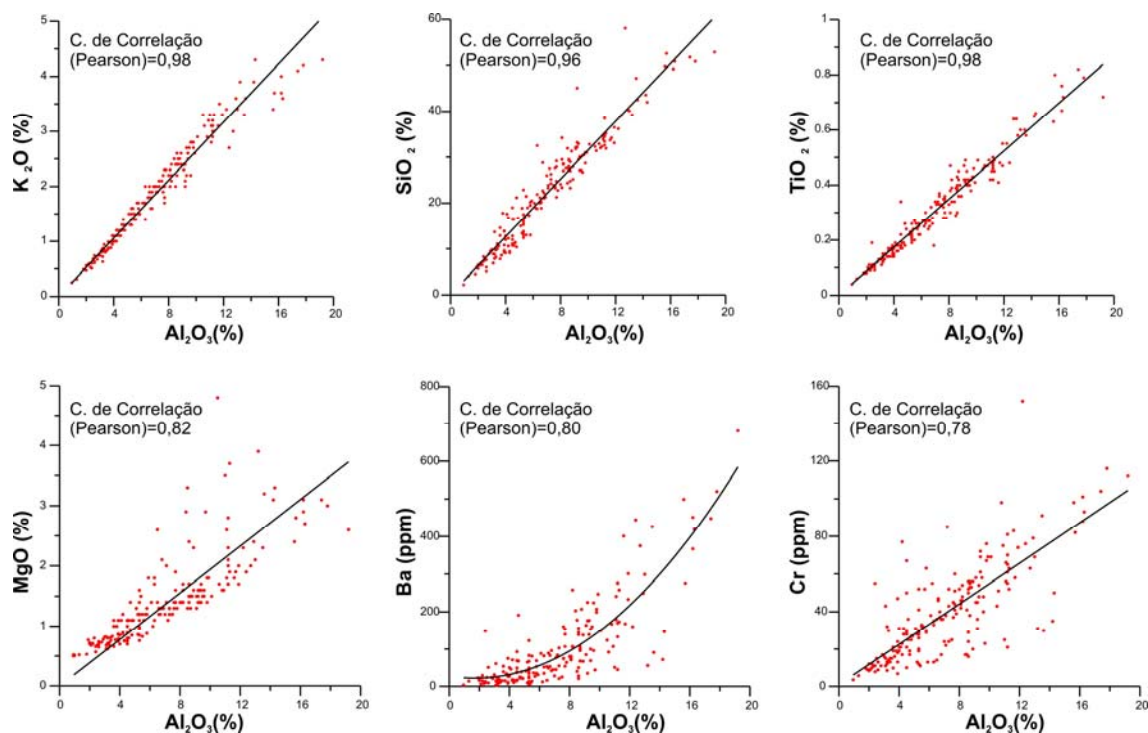 5
4
3
2
1
0
K2O (%)
C. de Correlação
(Pearson)=0,98
0 4 8 12 16 20
Al2O3(%)
60
40
20
0
SiO2 (%)
C. de Correlação
(Pearson)=0,96
0 4 8 12 16 20
Al2O3(%)
1
0.8
0.6
0.4
0.2
0
TiO2 (%)
C. de Correlação
(Pearson)=0,98
0 4 8 12 16 20
Al2O3(%)
5
4
3
2
1
0
MgO (%)
C. de Correlação
(Pearson)=0,82
0 4 8 12 16 20
Al2O3(%)
800
600
400
200
0
Ba (ppm)
C. de Correlação
(Pearson)=0,80
0 4 8 12 16 20
Al2O3(%)
160
120
80
40
0
Cr (ppm)
C. de Correlação
(Pearson)=0,78
0 4 8 12 16 20
Al2O3(%)